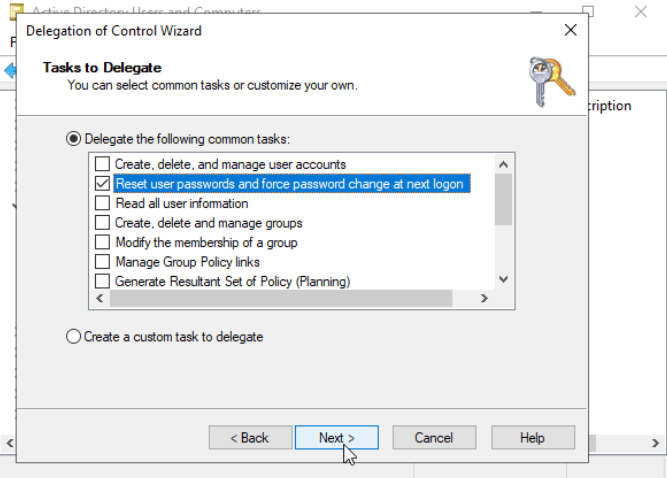 Active Directory Users and Computers
Delegation of Control Wizard
Tasks to Delegate
You can select common tasks or customize your own.
ription
Delegate the following common tasks:
Create, delete, and manage user accounts
Reset user passwords and force password change at next logon
Read all user information
Create, delete and manage groups
Modify the membership of a group
Manage Group Policy links
Generate Resultant Set of Policy (Planning)
Create a custom task to delegate
< Back Next > Cancel Help